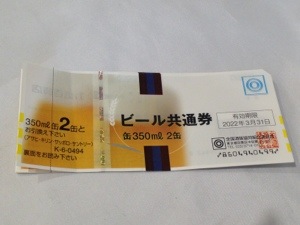 350ml缶2缶と
お引換え下さい
(アサヒ・キリン・サッポロ・サントリー)
K-6-0494
裏面をお読み下さい
ビール共通券
缶350ml 2缶
有効期限
2022年3月31日